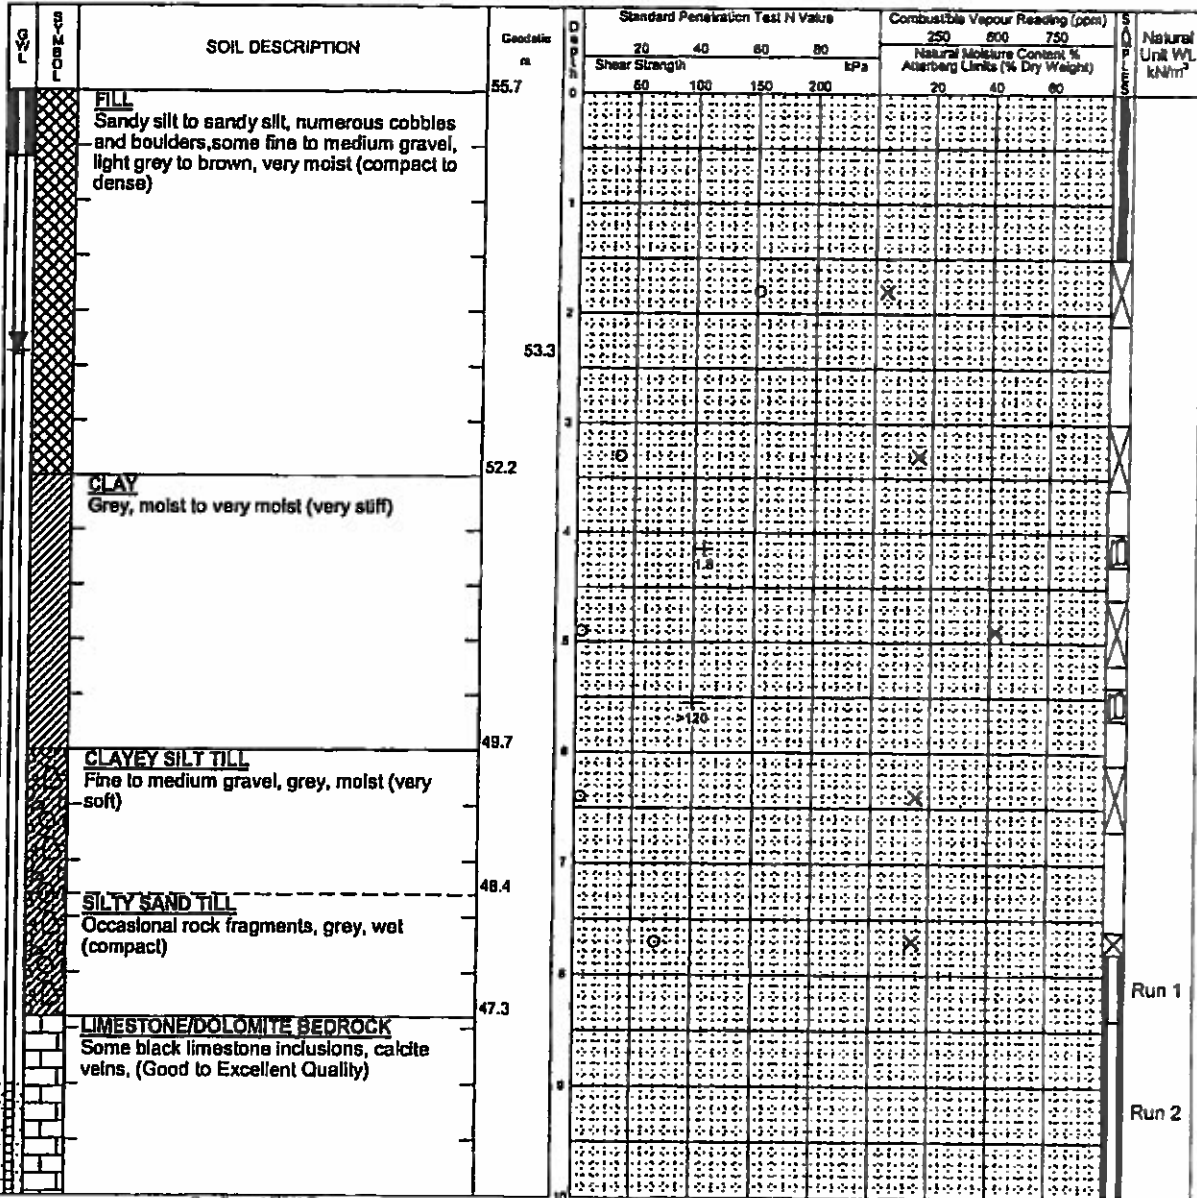 GWL
SYMBOL
SOIL DESCRIPTION
Geodetic
m
Depth
Standard Penetration Test N Value
20 40 60 80
Shear Strength kPa
50 100 150 200
Combustible Vapour Reading (ppm)
250 500 750
Natural Moisture Content %
Atterberg Limits (% Dry Weight)
20 40 60
SAMPLES
Natural
Unit Wt.
kN/m³
55.7
0
FILL
Sandy silt to sandy silt, numerous cobbles
and boulders,some fine to medium gravel,
light grey to brown, very moist (compact to
dense)
1
2
53.3
3
52.2
CLAY
Grey, moist to very moist (very stiff)
4
1.8
5
>120
49.7
6
CLAYEY SILT TILL
Fine to medium gravel, grey, moist (very
soft)
7
48.4
SILTY SAND TILL
Occasional rock fragments, grey, wet
(compact)
8
Run 1
47.3
LIMESTONE/DOLOMITE BEDROCK
Some black limestone inclusions, calcite
veins, (Good to Excellent Quality)
9
Run 2
10